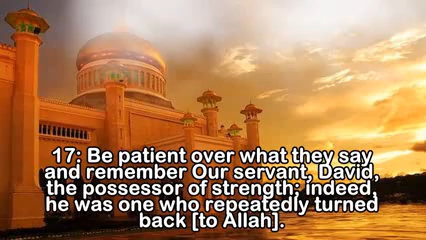 17: Be patient over what they say
and remember Our servant, David,
the possessor of strength; indeed,
he was one who repeatedly turned
back [to Allah].